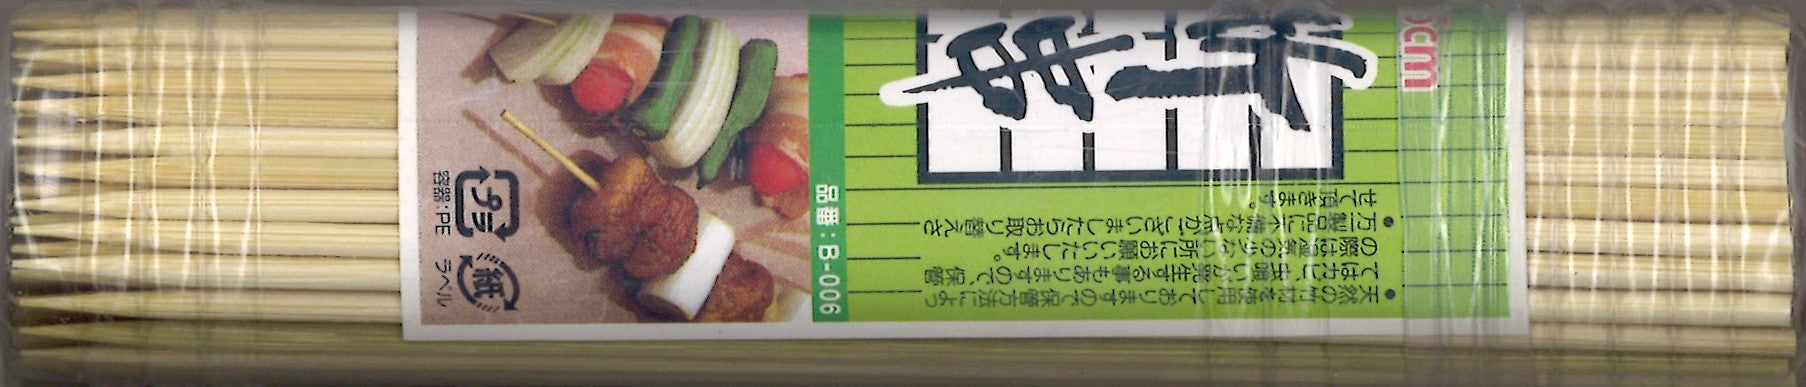 cm
竹串
● 天然の竹材を使用しておりますので保管方法によっ
てはカビ、虫喰いが発生する事もありますので、保管
の際は湿気の少ない所にお願いいたします。
● 万一製品に不備な点がございましたらお取り替えさ
せて頂きます。
品番:B-006
プラ
容器:PE
紙
ラベル